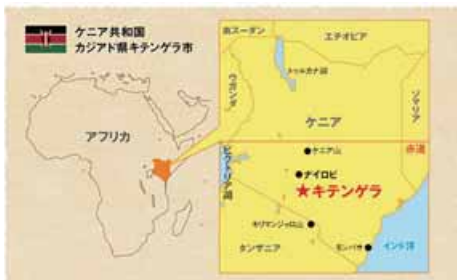 ケニア共和国
カジアド県キテンゲラ市
アフリカ
南スーダン
エチオピア
トゥルカナ湖
ウガンダ
ソマリア
ケニア
赤道
ケニア山
ビクトリア湖
ナイロビ
★キテンゲラ
キリマンジャロ山
タンザニア
モンバサ
インド洋